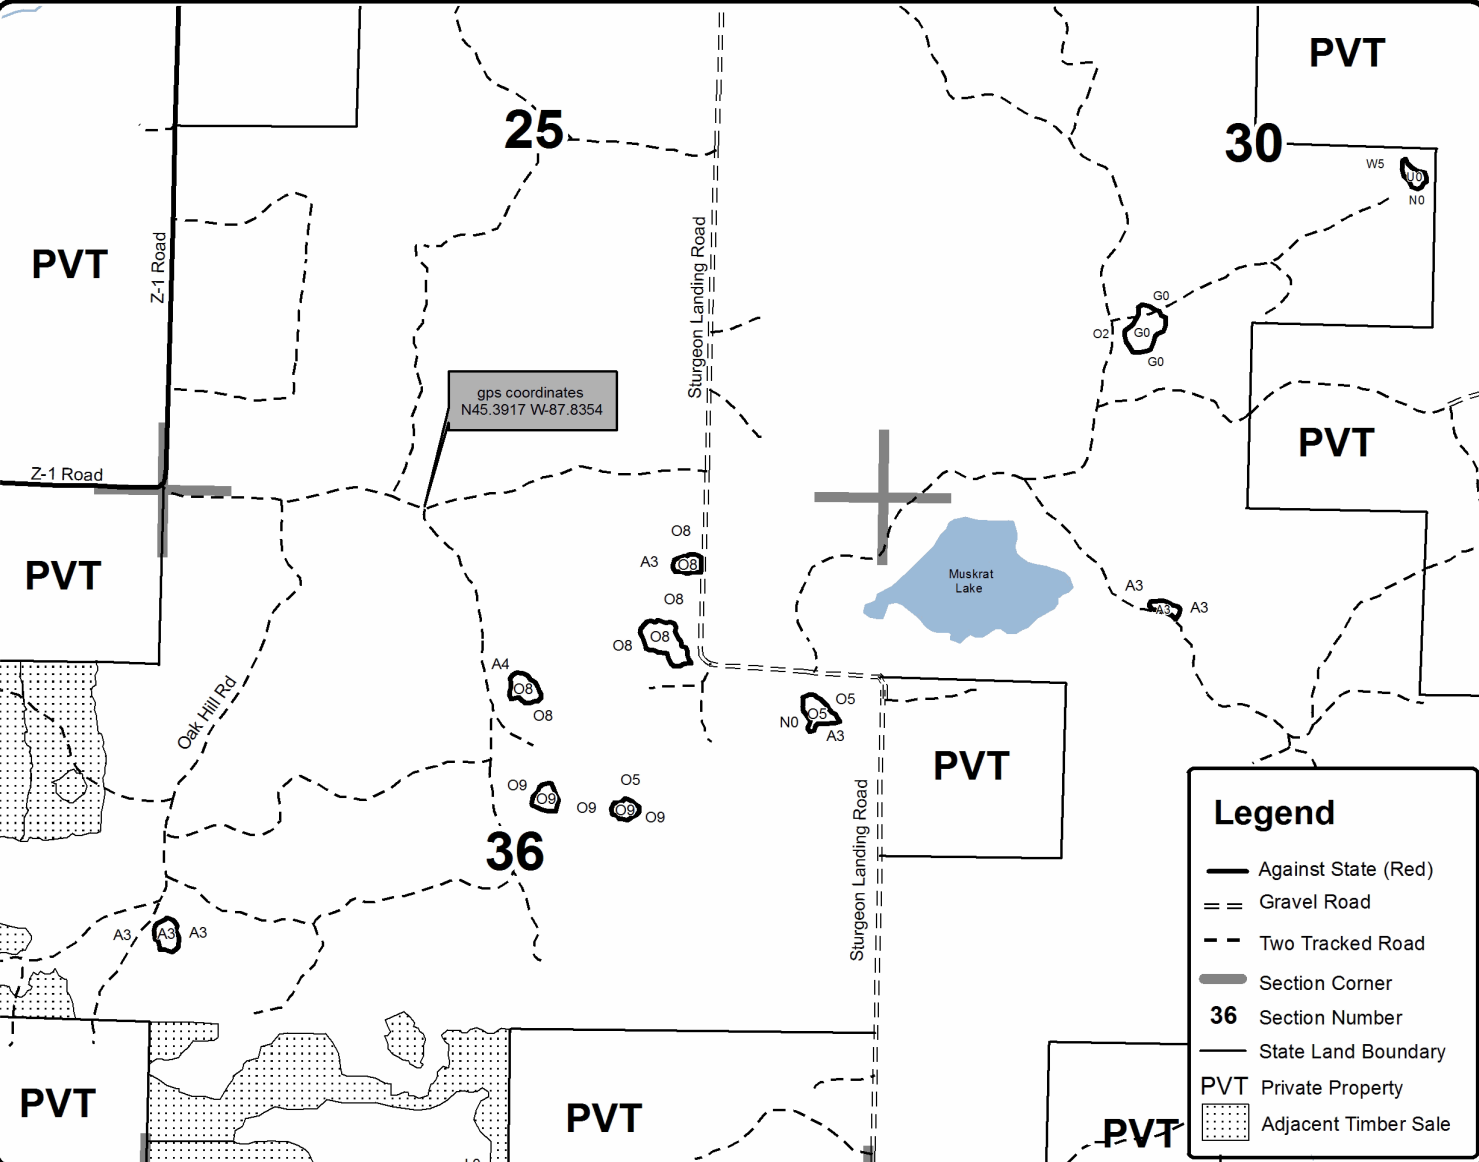 PVT
25
30
W5
U0
N0
PVT
Z-1 Road
Sturgeon Landing Road
G0
O2
G0
G0
gps coordinates
N45.3917 W-87.8354
PVT
Z-1 Road
O8
A3
O8
PVT
Muskrat
Lake
A3
A3
A3
O8
O8
O8
A4
O8
O8
Oak Hill Rd
O5
O5
N0
A3
PVT
O9
O9
O9
O5
O9
O9
Sturgeon Landing Road
36
A3
A3
A3
PVT
PVT
PVT
Legend
Against State (Red)
Gravel Road
Two Tracked Road
Section Corner
36 Section Number
State Land Boundary
PVT Private Property
Adjacent Timber Sale